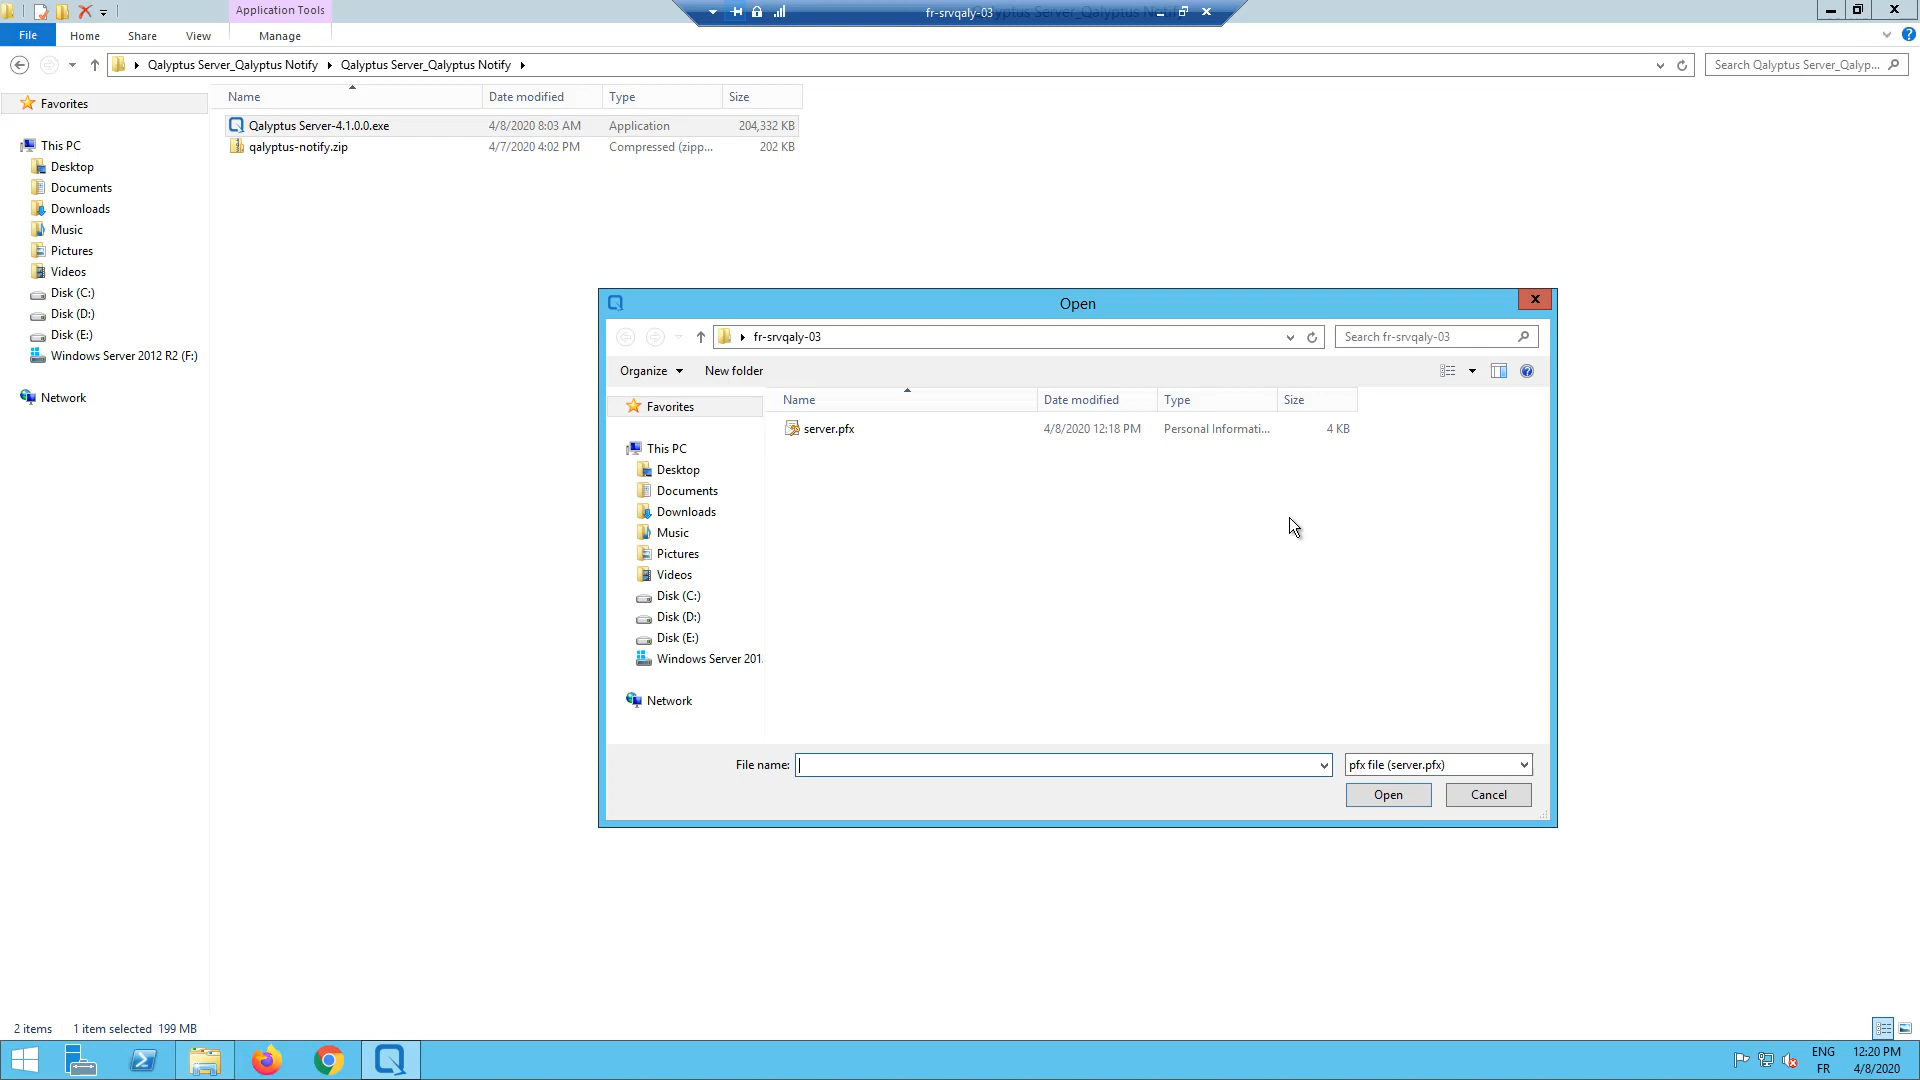 Application Tools
fr-srvqaly-03
File Home Share View Manage
Qalyptus Server_Qalyptus Notify Qalyptus Server_Qalyptus Notify
Search Qalyptus Server_Qalyp...
Name Date modified Type Size
Favorites
Qalyptus Server-4.1.0.0.exe 4/8/2020 8:03 AM Application 204,332 KB
qalyptus-notify.zip 4/7/2020 4:02 PM Compressed (zipp... 202 KB
This PC
Desktop
Documents
Downloads
Music
Pictures
Videos
Disk (C:)
Disk (D:)
Disk (E:)
Windows Server 2012 R2 (F:)
Network
Open
fr-srvqaly-03
Search fr-srvqaly-03
Organize New folder
Name Date modified Type Size
Favorites
server.pfx 4/8/2020 12:18 PM Personal Informati... 4 KB
This PC
Desktop
Documents
Downloads
Music
Pictures
Videos
Disk (C:)
Disk (D:)
Disk (E:)
Windows Server 201
Network
File name: pfx file (server.pfx)
Open Cancel
2 items 1 item selected 199 MB
ENG 12:20 PM
FR 4/8/2020